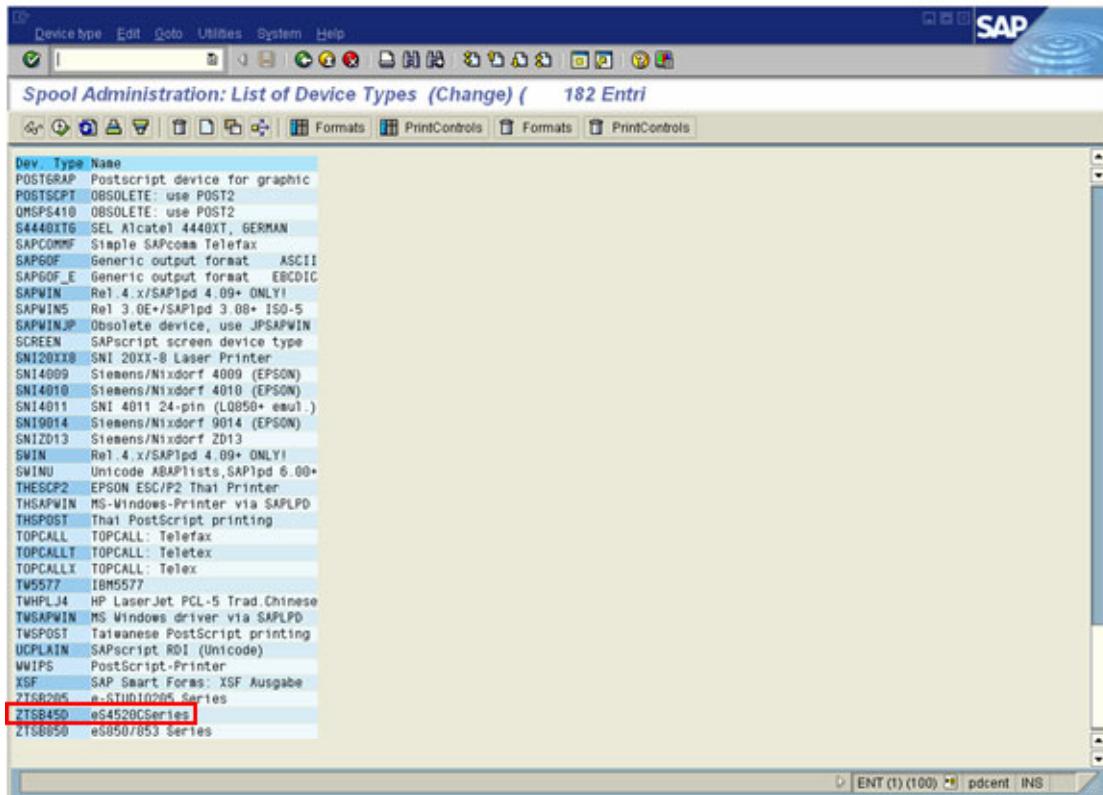 Device type Edit Goto Utilities System Help
SAP
Spool Administration: List of Device Types (Change) ( 182 Entri
Formats PrintControls Formats PrintControls
Dev. Type Name
POSTGRAP Postscript device for graphic
POSTSCPT OBSOLETE: use POST2
QMSPS410 OBSOLETE: use POST2
S4440XTG SEL Alcatel 4440XT, GERMAN
SAPCOMMF Simple SAPcomm Telefax
SAPGOF Generic output format ASCII
SAPGOF_E Generic output format EBCDIC
SAPWIN Rel.4.x/SAPlpd 4.09+ ONLY!
SAPWIN5 Rel 3.0E+/SAPlpd 3.08+ ISO-5
SAPWINJP Obsolete device, use JPSAPWIN
SCREEN SAPscript screen device type
SNI20XX8 SNI 20XX-8 Laser Printer
SNI4009 Siemens/Nixdorf 4009 (EPSON)
SNI4010 Siemens/Nixdorf 4010 (EPSON)
SNI4011 SNI 4011 24-pin (LQ850+ emul.)
SNI9014 Siemens/Nixdorf 9014 (EPSON)
SNIZD13 Siemens/Nixdorf ZD13
SWIN Rel.4.x/SAPlpd 4.09+ ONLY!
SWINU Unicode ABAPlists,SAPlpd 6.00+
THESCP2 EPSON ESC/P2 Thai Printer
THSAPWIN MS-Windows-Printer via SAPLPD
THSPOST Thai PostScript printing
TOPCALL TOPCALL: Telefax
TOPCALLT TOPCALL: Teletex
TOPCALLX TOPCALL: Telex
TW5577 IBM5577
TWHPLJ4 HP LaserJet PCL-5 Trad.Chinese
TWSAPWIN MS Windows driver via SAPLPD
TWSPOST Taiwanese PostScript printing
UCPLAIN SAPscript RDI (Unicode)
WWIPS PostScript-Printer
XSF SAP Smart Forms: XSF Ausgabe
ZTSB205 e-STUDIO205 Series
ZTSB45D eS4520CSeries
ZTSB850 eS850/853 Series
ENT (1) (100) pdcent INS